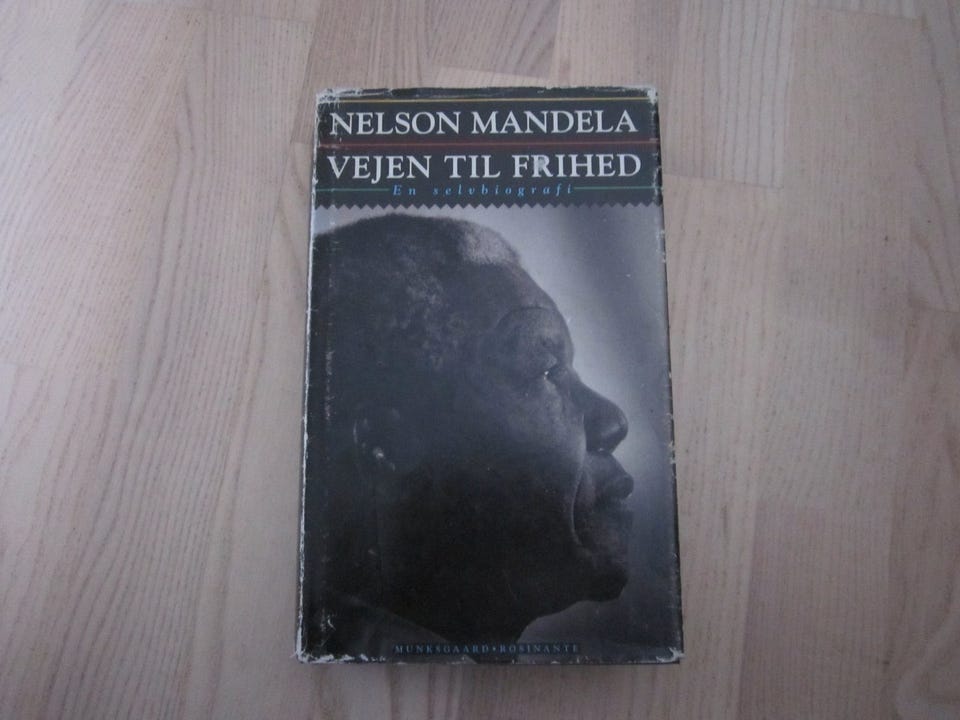 NELSON MANDELA
VEJEN TIL FRIHED
En selvbiografi
MUNKSGAARD • ROSINANTE